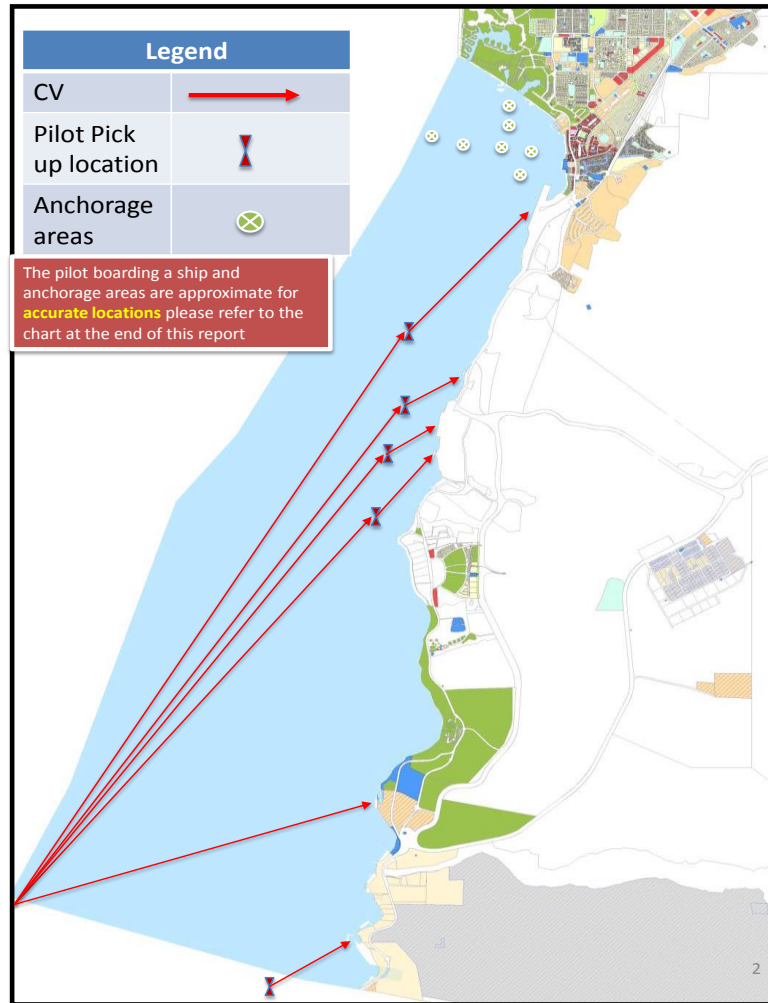 Legend
CV
Pilot Pick
up location
Anchorage
areas
The pilot boarding a ship and
anchorage areas are approximate for
accurate locations please refer to the
chart at the end of this report
2